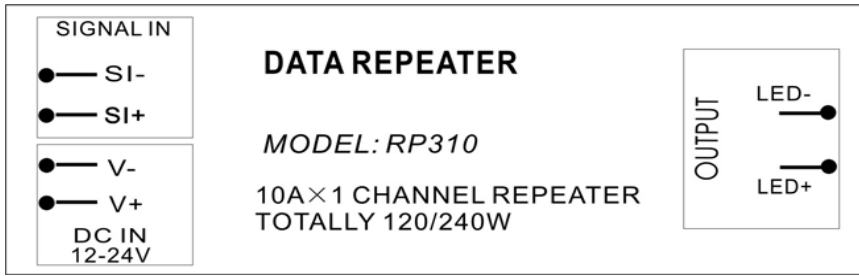 SIGNAL IN
SI-
SI+
V-
V+
DC IN
12-24V
DATA REPEATER
MODEL: RP310
10A×1 CHANNEL REPEATER
TOTALLY 120/240W
OUTPUT
LED-
LED+